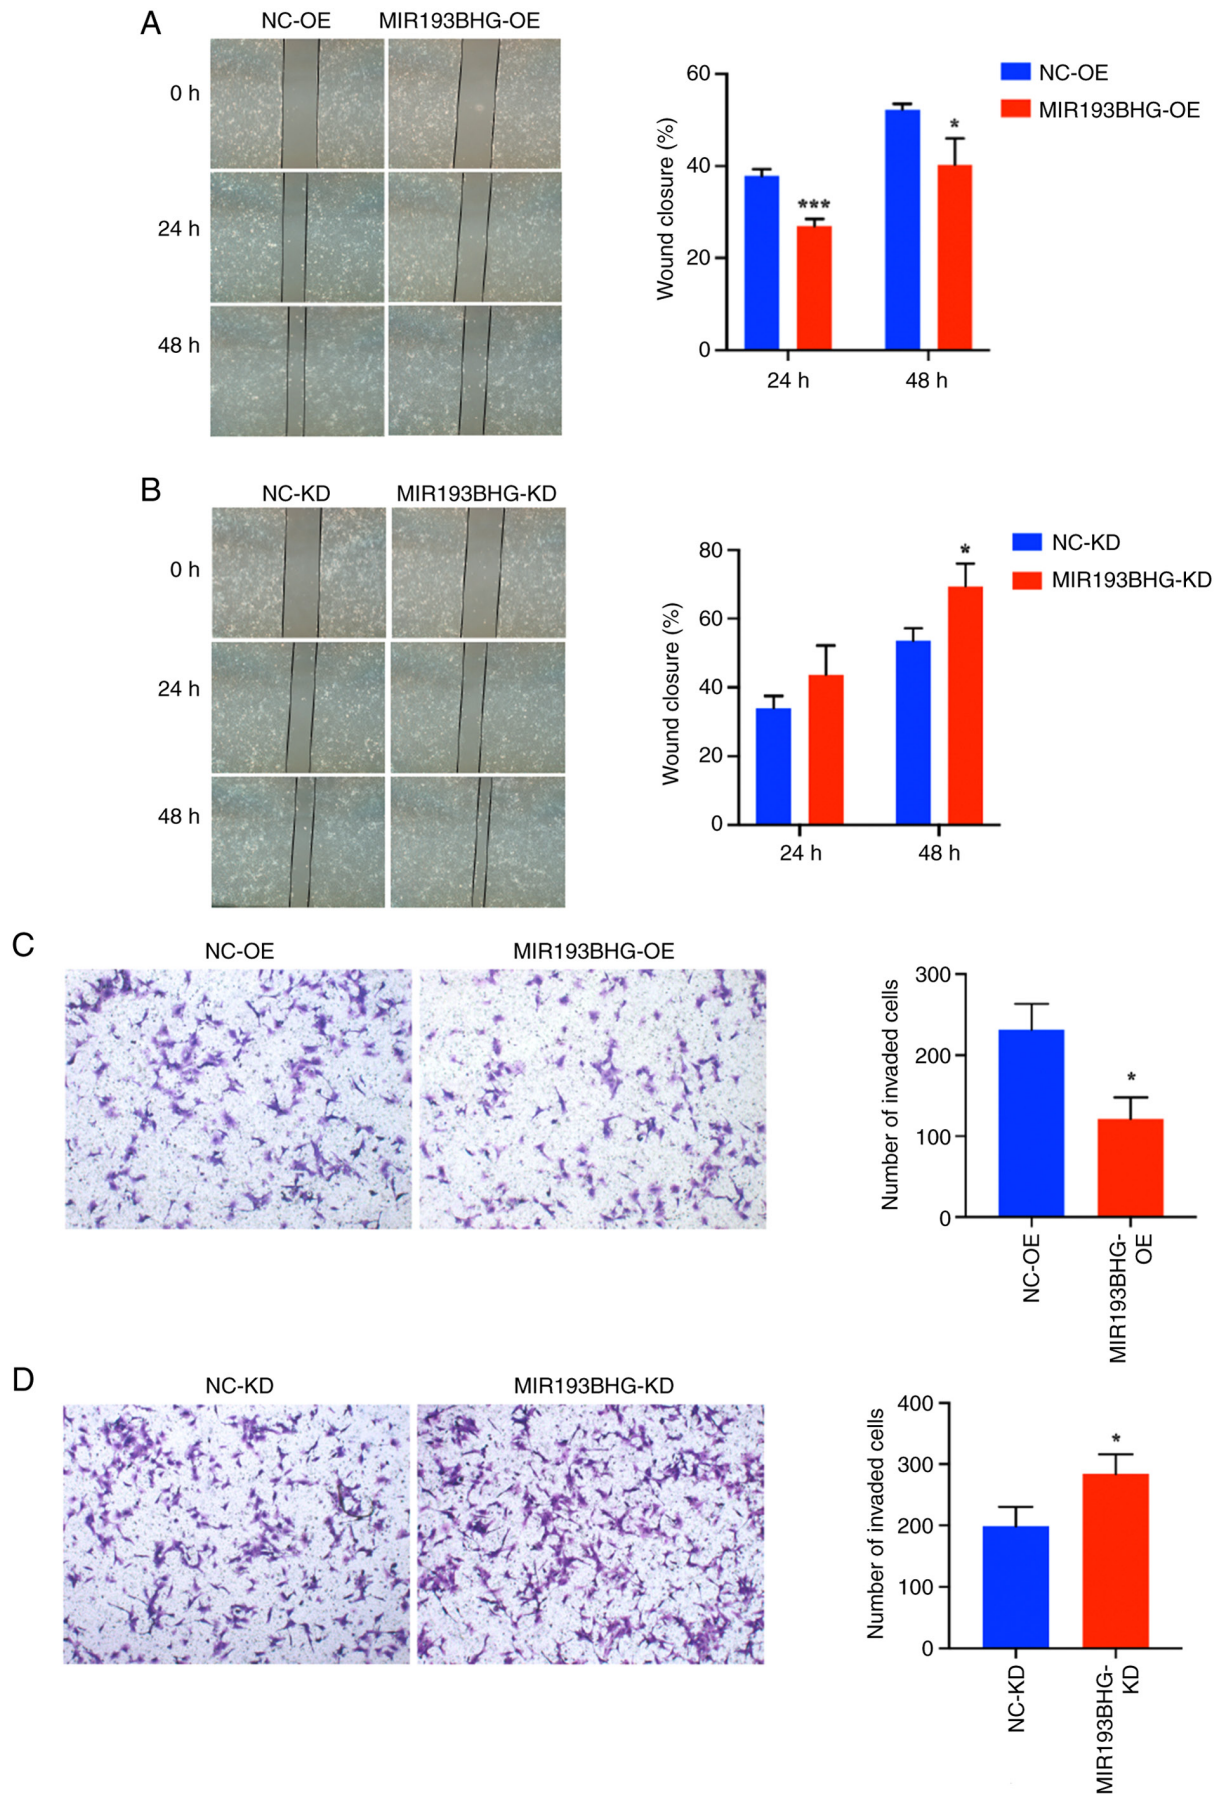 A
NC-OE
MIR193BHG-OE
0 h
24 h
48 h
60
40
20
0
Wound closure (%)
***
*
24 h
48 h
NC-OE
MIR193BHG-OE
B
NC-KD
MIR193BHG-KD
0 h
24 h
48 h
80
60
40
20
0
Wound closure (%)
*
24 h
48 h
NC-KD
MIR193BHG-KD
C
NC-OE
MIR193BHG-OE
300
200
100
0
Number of invaded cells
*
NC-OE
MIR193BHG-
OE
D
NC-KD
MIR193BHG-KD
400
300
200
100
0
Number of invaded cells
*
NC-KD
MIR193BHG-
KD